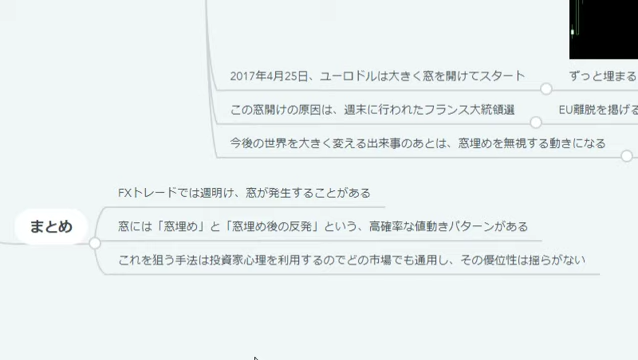 2017年4月25日、ユーロドルは大きく窓を開けてスタート
ずっと埋まる
この窓開けの原因は、週末に行われたフランス大統領選
EU離脱を掲げる
今後の世界を大きく変える出来事のあとは、窓埋めを無視する動きになる
FXトレードでは週明け、窓が発生することがある
まとめ
窓には「窓埋め」と「窓埋め後の反発」という、高確率な値動きパターンがある
これを狙う手法は投資家心理を利用するのでどの市場でも通用し、その優位性は揺らがない